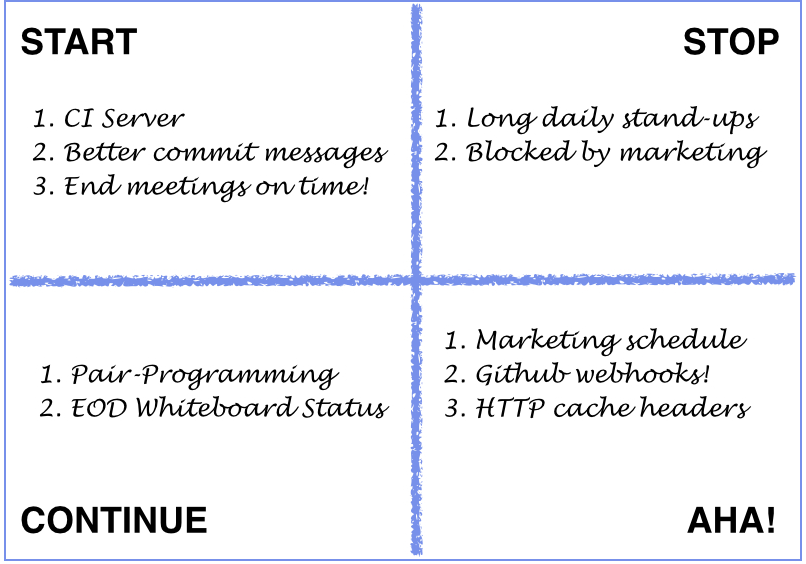 START
1. CI Server
2. Better commit messages
3. End meetings on time!
STOP
1. Long daily stand-ups
2. Blocked by marketing
1. Pair-Programming
2. EOD Whiteboard Status
CONTINUE
1. Marketing schedule
2. Github webhooks!
3. HTTP cache headers
AHA!